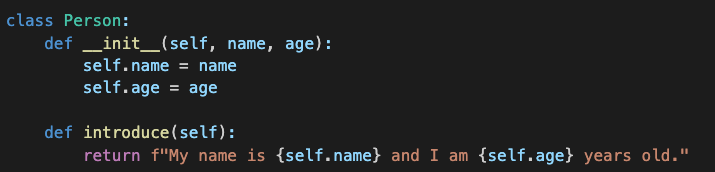 class Person:
    def __init__(self, name, age):
        self.name = name
        self.age = age

    def introduce(self):
        return f"My name is {self.name} and I am {self.age} years old."